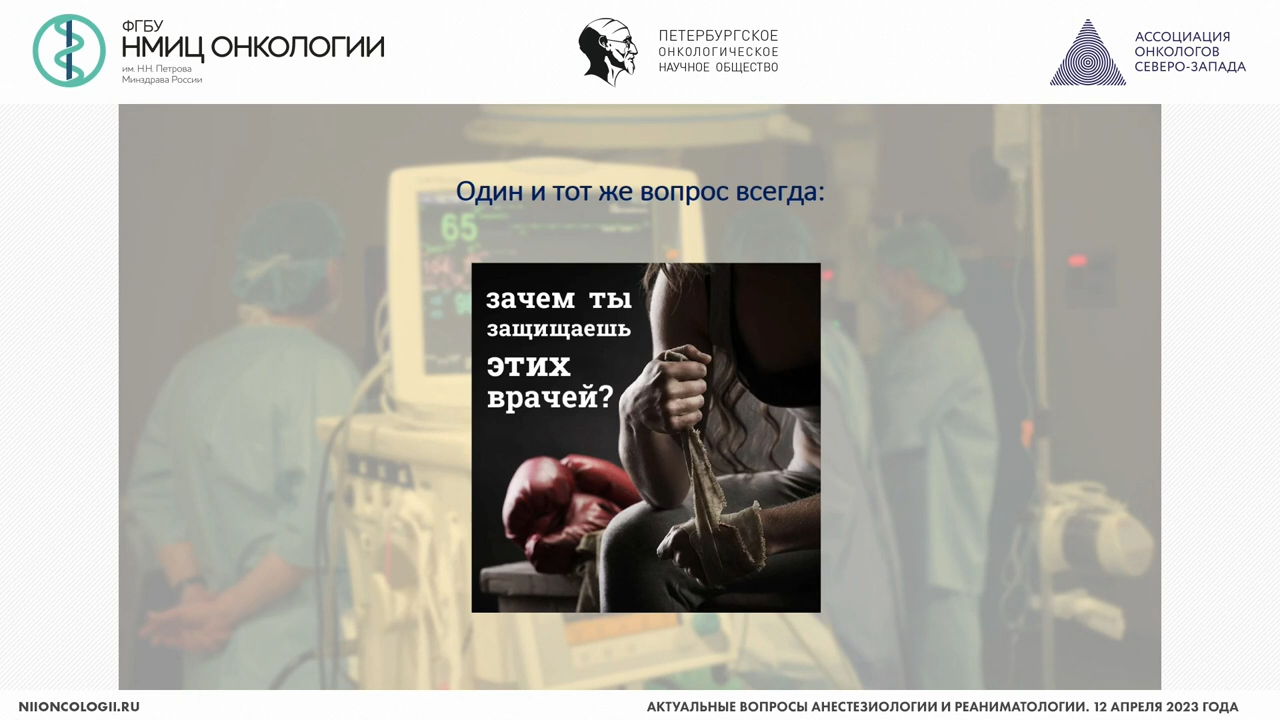 ФГБУ
НМИЦ ОНКОЛОГИИ
им. Н.Н. Петрова
Минздрава России
ПЕТЕРБУРГСКОЕ
ОНКОЛОГИЧЕСКОЕ
НАУЧНОЕ ОБЩЕСТВО
АССОЦИАЦИЯ
ОНКОЛОГОВ
СЕВЕРО-ЗАПАДА
Один и тот же вопрос всегда:
65
зачем ты
защищаешь
этих
врачей?
NIIONCOLOGII.RU
АКТУАЛЬНЫЕ ВОПРОСЫ АНЕСТЕЗИОЛОГИИ И РЕАНИМАТОЛОГИИ. 12 АПРЕЛЯ 2023 ГОДА